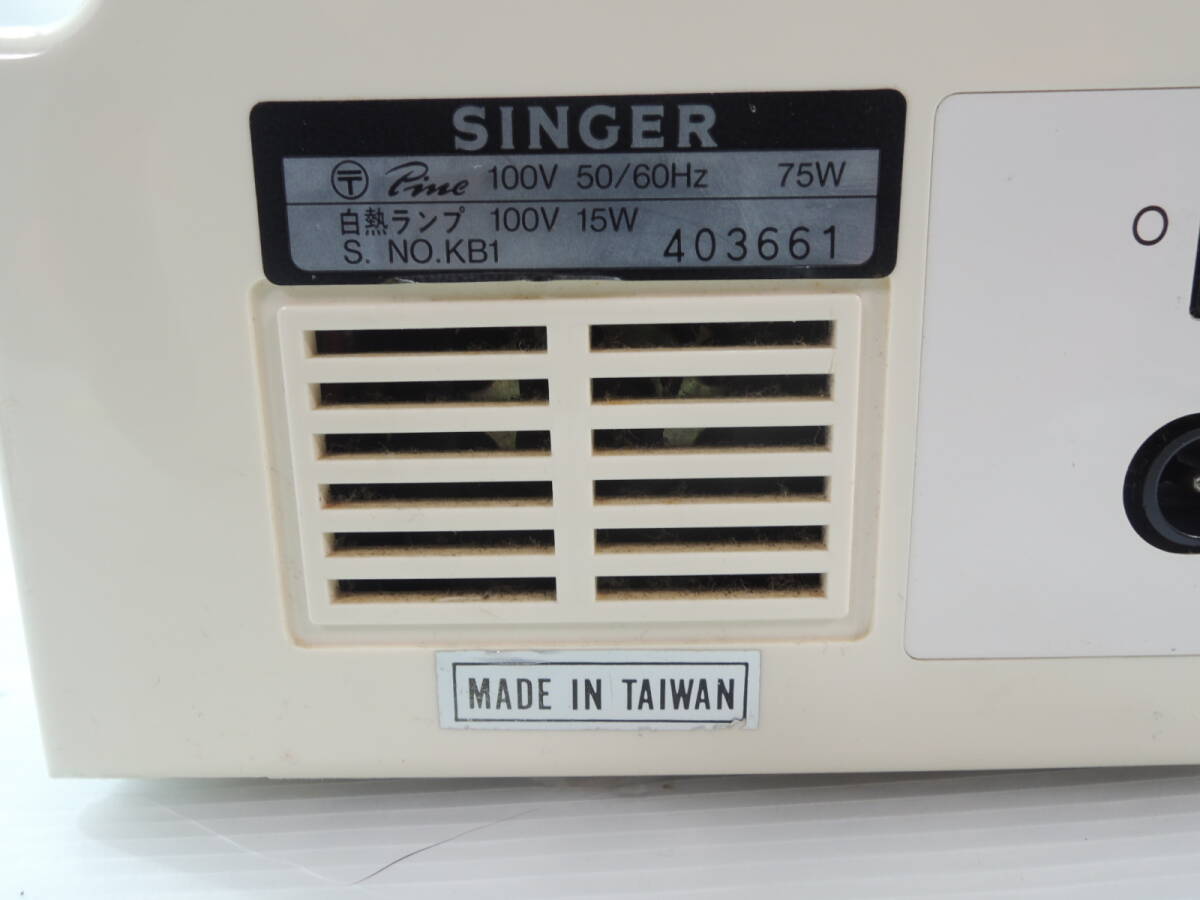 SINGER
〶 Pine 100V 50/60Hz 75W
白熱ランプ 100V 15W
S. NO.KB1 403661
O
MADE IN TAIWAN